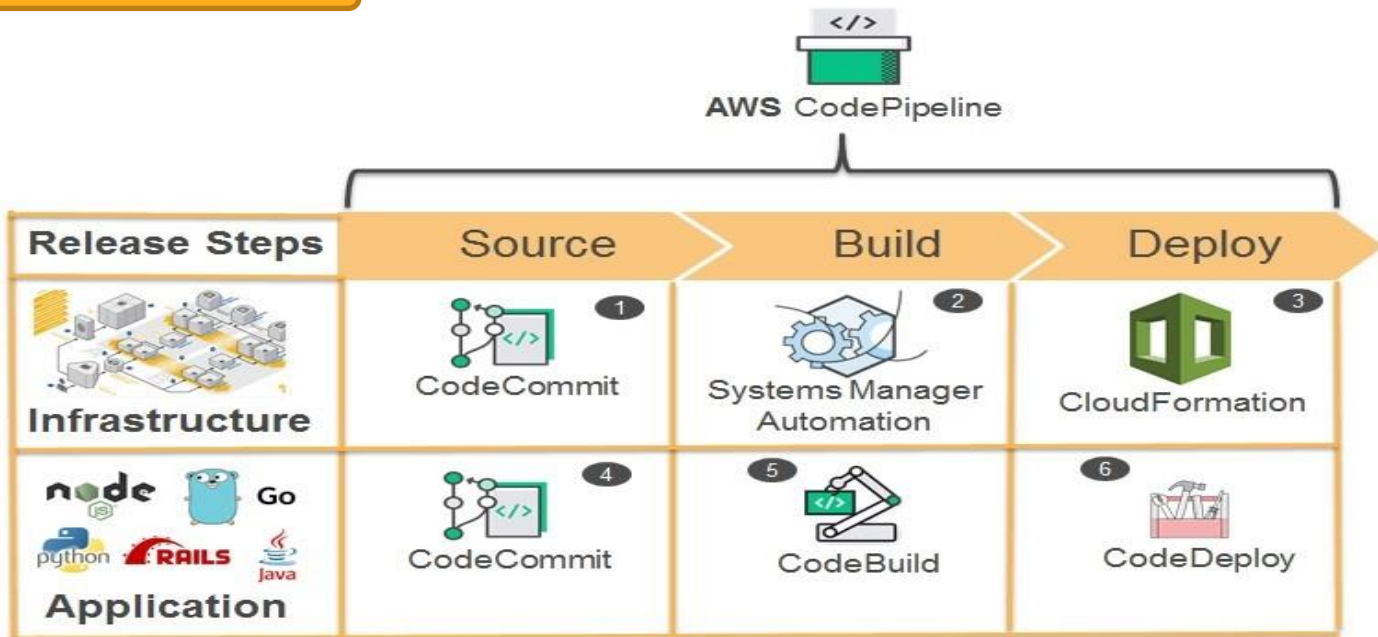 </>
AWS CodePipeline
Release Steps
Source
Build
Deploy
1
</>
CodeCommit
2
Systems Manager
Automation
3
CloudFormation
Infrastructure
node
JS
Go
python
RAILS
Java
Application
4
</>
CodeCommit
5
</>
CodeBuild
6
CodeDeploy